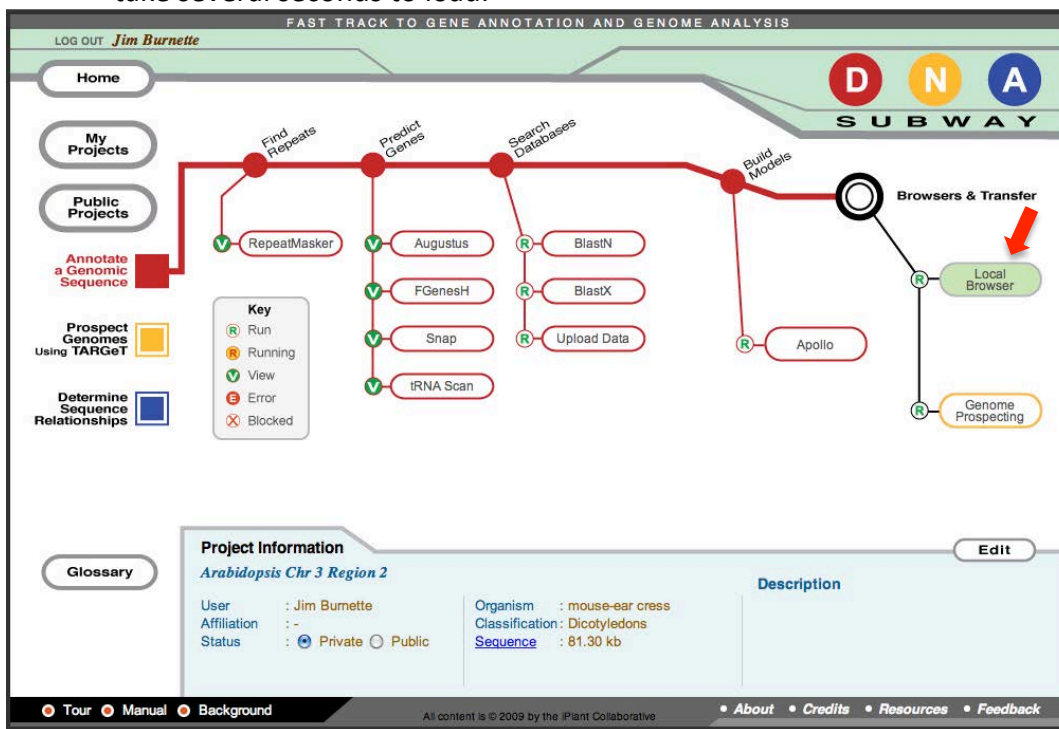 take several seconds to load.
FAST TRACK TO GENE ANNOTATION AND GENOME ANALYSIS
LOG OUT Jim Burnette
Home
D N A
SUBWAY
My
Projects
Public
Projects
Annotate
a Genomic
Sequence
Prospect
Genomes
Using TARGeT
Determine
Sequence
Relationships
Find
Repeats
Predict
Genes
Search
Databases
Build
Models
Browsers & Transfer
V RepeatMasker
V Augustus
V FGenesH
V Snap
V tRNA Scan
R BlastN
R BlastX
R Upload Data
R Apollo
R Local
Browser
R Genome
Prospecting
Key
R Run
R Running
V View
E Error
X Blocked
Glossary
Project Information
Edit
Arabidopsis Chr 3 Region 2
Description
User : Jim Burnette
Affiliation : -
Status : Private Public
Organism : mouse-ear cress
Classification : Dicotyledons
Sequence : 81.30 kb
Tour Manual Background
All content is © 2009 by the iPlant Collaborative
• About • Credits • Resources • Feedback